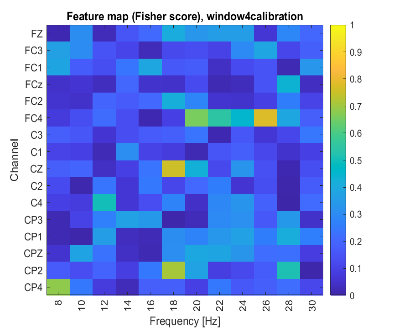 Feature map (Fisher score), window4calibration
Channel
FZ
FC3
FC1
FCz
FC2
FC4
C3
C1
CZ
C2
C4
CP3
CP1
CPZ
CP2
CP4
8 10 12 14 16 18 20 22 24 26 28 30
Frequency [Hz]
1
0.9
0.8
0.7
0.6
0.5
0.4
0.3
0.2
0.1
0